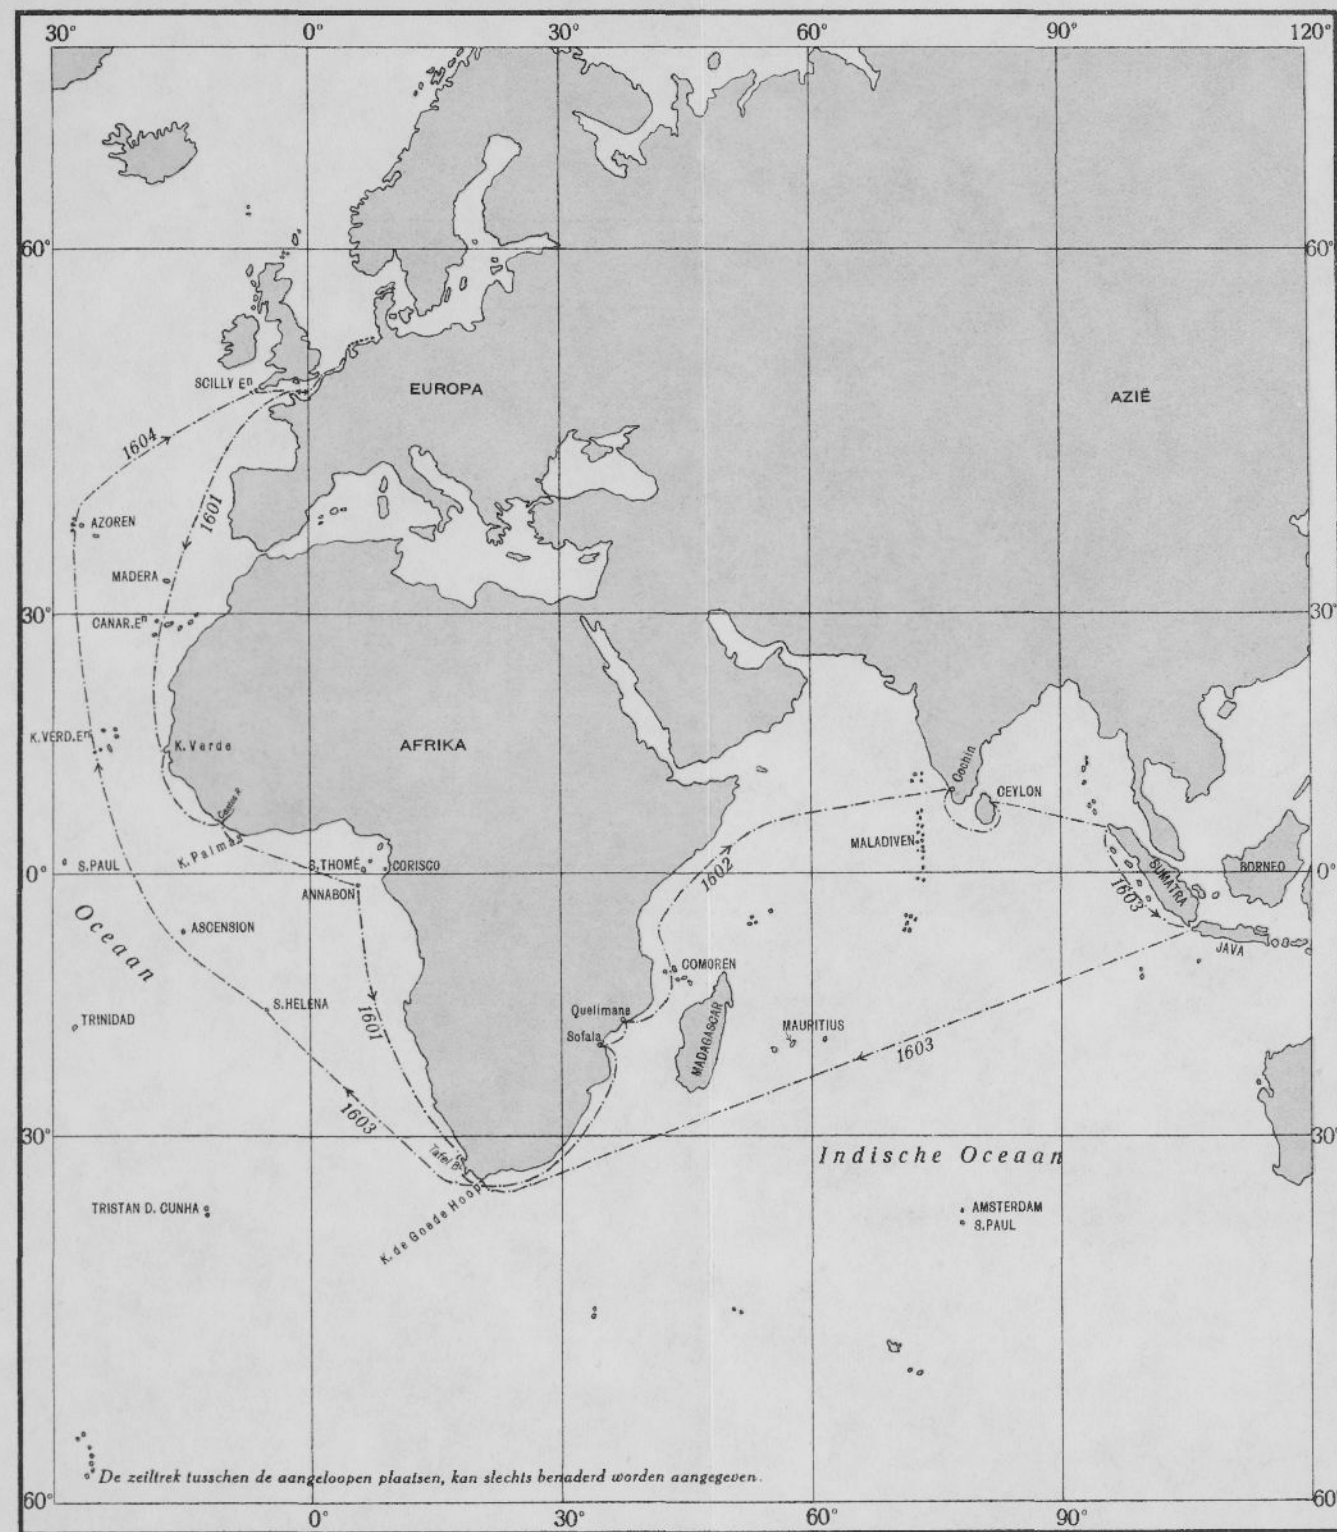 30° 0° 30° 60° 90° 120°
60° 60°
SCILLY Eⁿ
EUROPA
AZIË
1604
1601
AZOREN
MADERA
30° 30°
CANAR.Eⁿ
K.VERD.Eⁿ
K. Verde
AFRIKA
Cochin
CEYLON
K. Palmas
1602
MALADIVEN
S.PAUL
S.THOMÉ
CORISCO
SUMATRA
BORNEO
0° 0°
ANNABON
1603
Oceaan
ASCENSION
JAVA
COMOREN
S.HELENA
Quelimane
TRINIDAD
1601
Sofala
MADAGASCAR
MAURITIUS
1603
1603
30° 30°
Tafel B.
Indische Oceaan
K. de Goede Hoop
TRISTAN D. CUNHA
AMSTERDAM
S.PAUL
De zeiltrek tusschen de aangeloopen plaatsen, kan slechts benaderd worden aangegeven.
60° 60
0° 30° 60° 90°